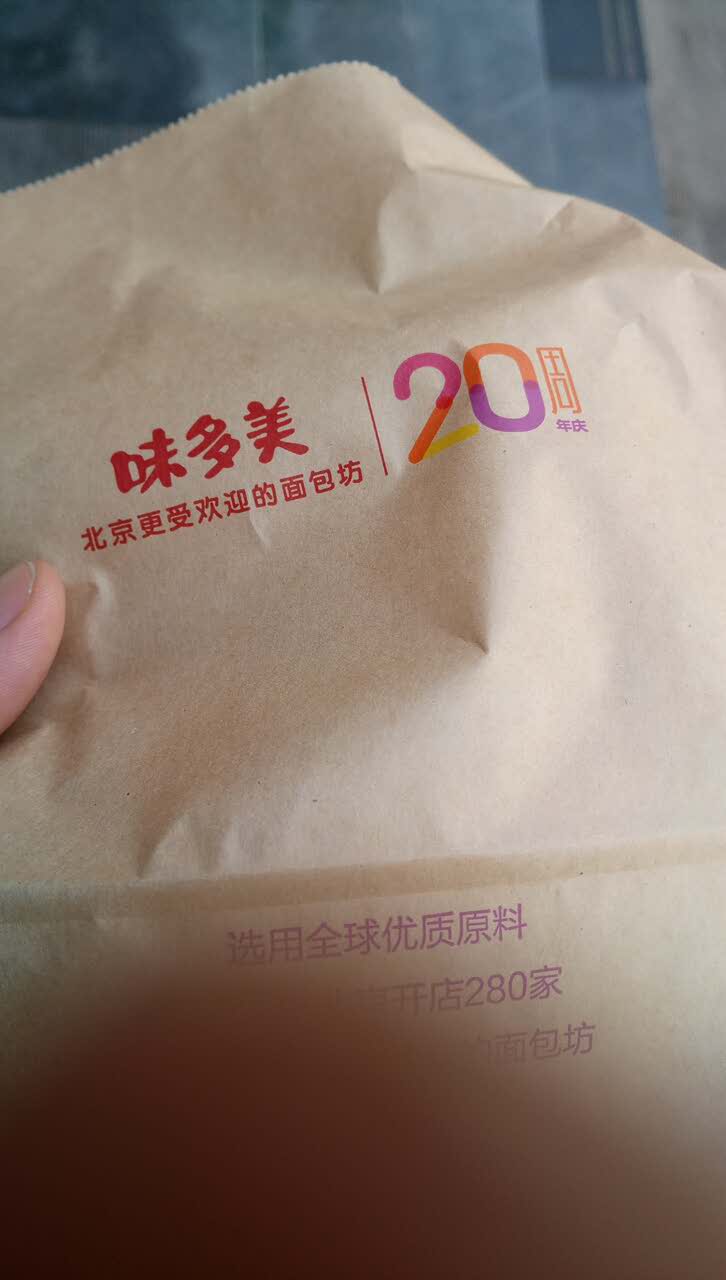 味多美
北京更受欢迎的面包坊
20周
年庆
选用全球优质原料
开店280家
的面包坊